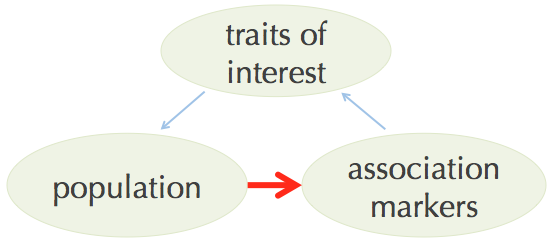 traits of
interest
population
association
markers